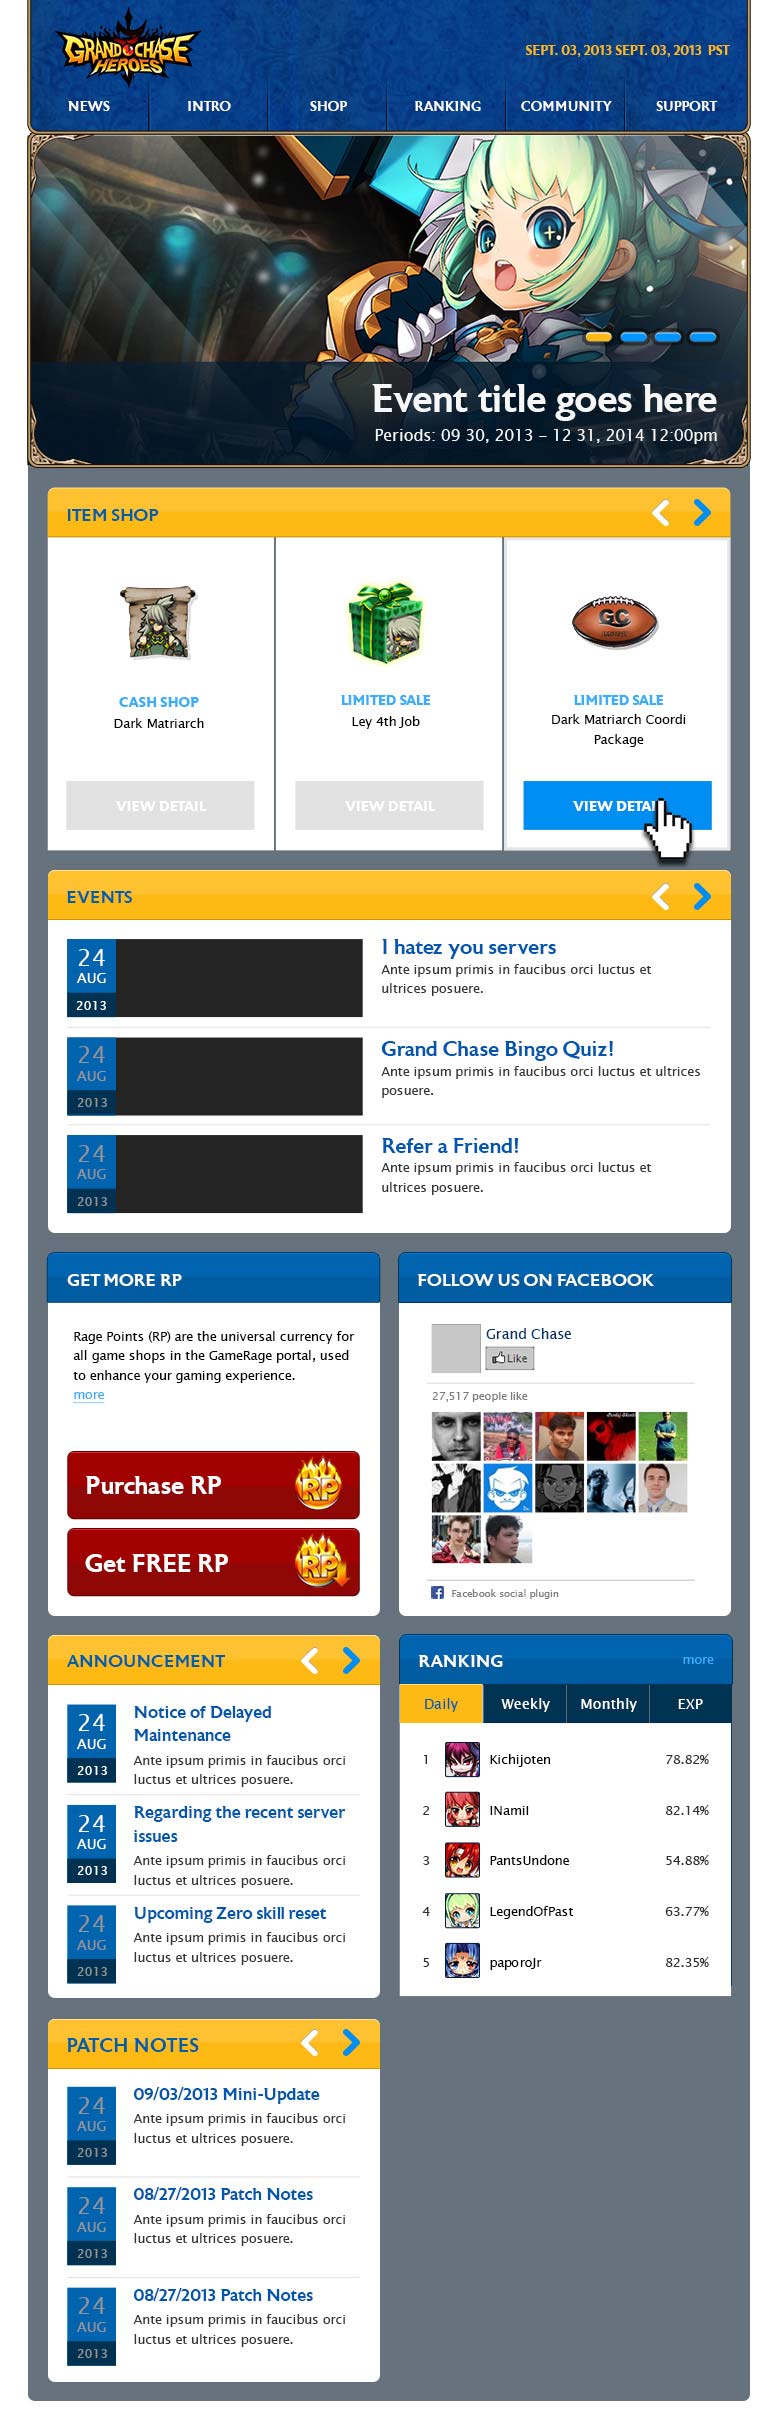 GRAND CHASE
HEROES
SEPT. 03, 2013 SEPT. 03, 2013 PST
NEWS INTRO SHOP RANKING COMMUNITY SUPPORT
Event title goes here
Periods: 09 30, 2013 – 12 31, 2014 12:00pm
ITEM SHOP
GC
CASH SHOP
Dark Matriarch
VIEW DETAIL
LIMITED SALE
Ley 4th Job
VIEW DETAIL
LIMITED SALE
Dark Matriarch Coordi
Package
VIEW DETAI
EVENTS
24
AUG
2013
I hatez you servers
Ante ipsum primis in faucibus orci luctus et
ultrices posuere.
24
AUG
2013
Grand Chase Bingo Quiz!
Ante ipsum primis in faucibus orci luctus et ultrices
posuere.
24
AUG
2013
Refer a Friend!
Ante ipsum primis in faucibus orci luctus et
ultrices posuere.
GET MORE RP
Rage Points (RP) are the universal currency for
all game shops in the GameRage portal, used
to enhance your gaming experience.
more
Purchase RP
RP
Get FREE RP
RP
FOLLOW US ON FACEBOOK
Grand Chase
Like
27,517 people like
Facebook social plugin
ANNOUNCEMENT
24
AUG
2013
Notice of Delayed
Maintenance
Ante ipsum primis in faucibus orci
luctus et ultrices posuere.
24
AUG
2013
Regarding the recent server
issues
Ante ipsum primis in faucibus orci
luctus et ultrices posuere.
24
AUG
2013
Upcoming Zero skill reset
Ante ipsum primis in faucibus orci
luctus et ultrices posuere.
RANKING more
Daily Weekly Monthly EXP
1 Kichijoten 78.82%
2 INamil 82.14%
3 PantsUndone 54.88%
4 LegendOfPast 63.77%
5 paporoJr 82.35%
PATCH NOTES
24
AUG
2013
09/03/2013 Mini-Update
Ante ipsum primis in faucibus orci
luctus et ultrices posuere.
24
AUG
2013
08/27/2013 Patch Notes
Ante ipsum primis in faucibus orci
luctus et ultrices posuere.
24
AUG
2013
08/27/2013 Patch Notes
Ante ipsum primis in faucibus orci
luctus et ultrices posuere.